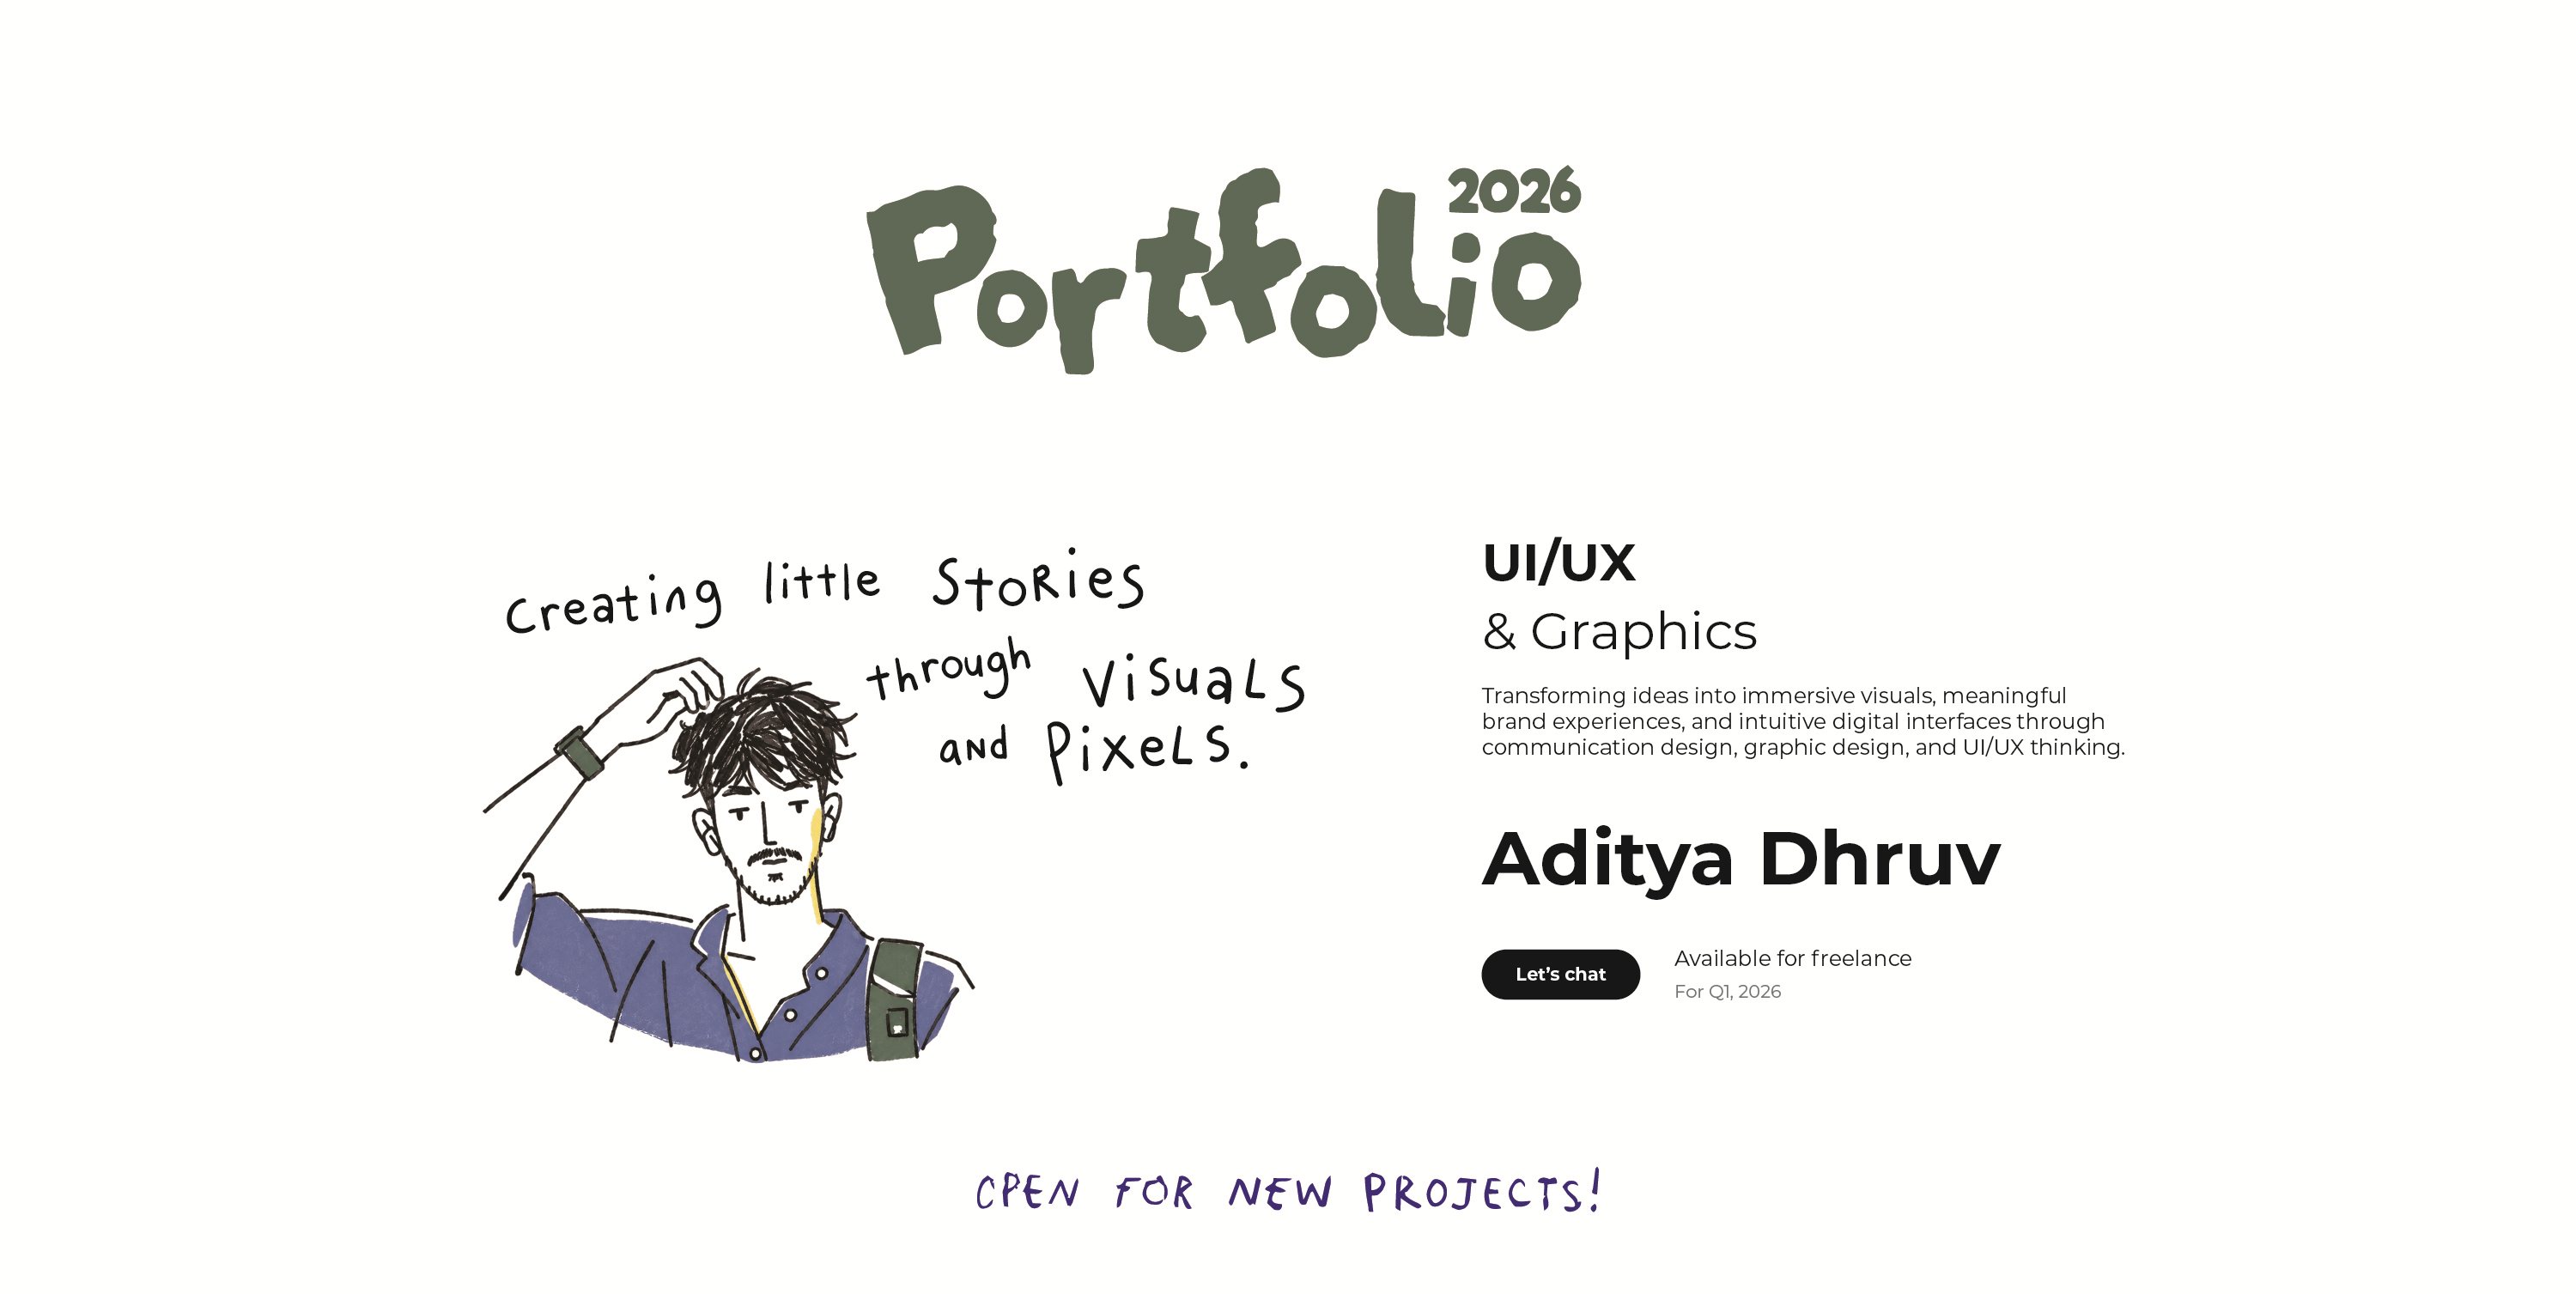 Portfolio 2026
Creating little StoRies
through VisuaLs
aNd PixeLs.
UI/UX
& Graphics
Transforming ideas into immersive visuals, meaningful
brand experiences, and intuitive digital interfaces through
communication design, graphic design, and UI/UX thinking.
Aditya Dhruv
Let’s chat
Available for freelance
For Q1, 2026
OPEN FOR NEW PROJECTS!